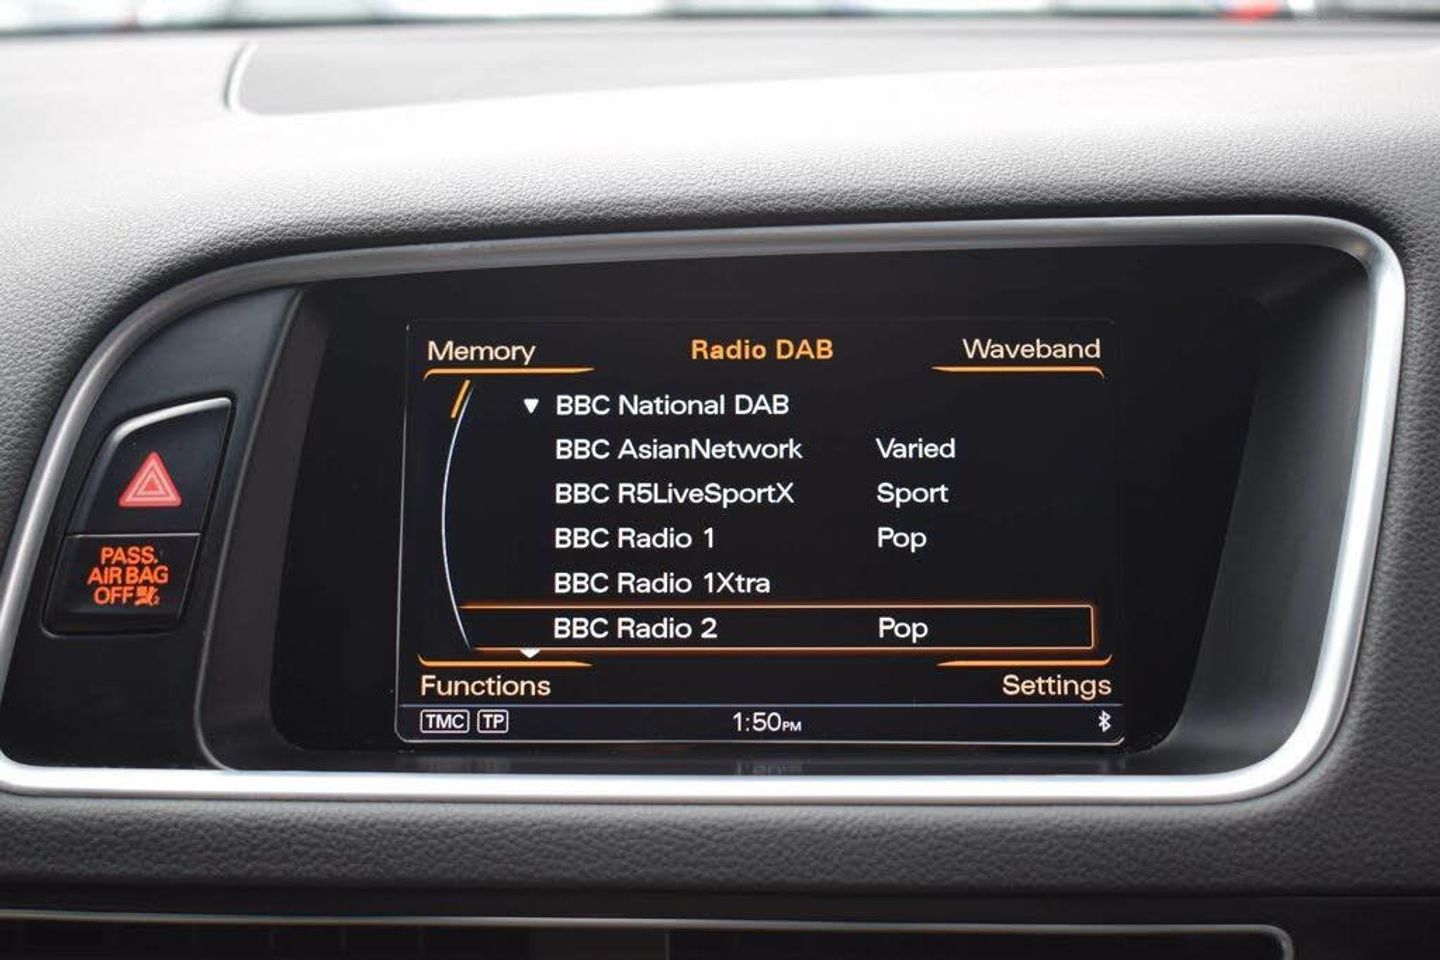 Memory Radio DAB Waveband
▼ BBC National DAB
BBC AsianNetwork Varied
BBC R5LiveSportX Sport
BBC Radio 1 Pop
BBC Radio 1Xtra
BBC Radio 2 Pop
Functions Settings
TMC TP 1:50PM
PASS.
AIR BAG
OFF